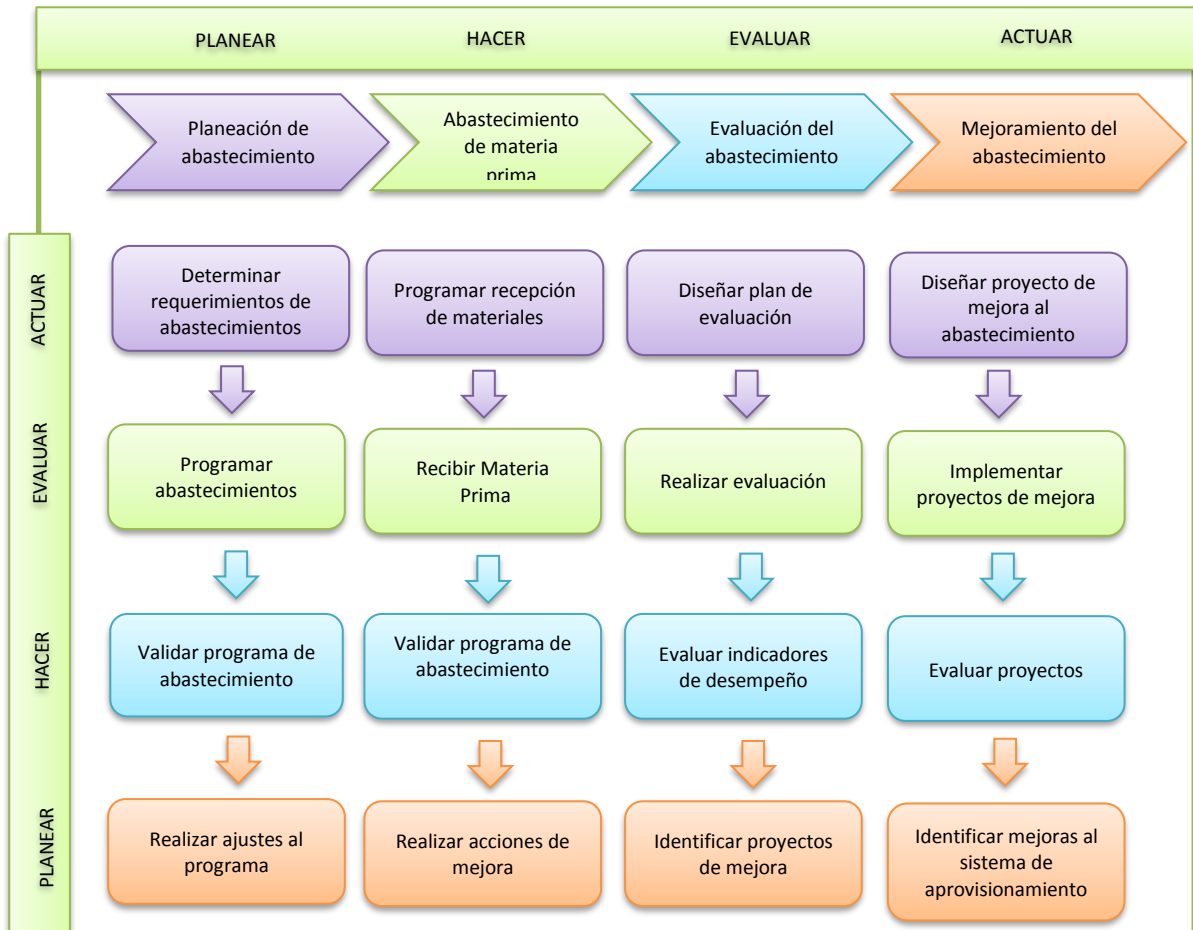 PLANEAR
HACER
EVALUAR
ACTUAR
Planeación de
abastecimiento
Abastecimiento
de materia
prima
Evaluación del
abastecimiento
Mejoramiento del
abastecimiento
ACTUAR
Determinar
requerimientos de
abastecimientos
Programar recepción
de materiales
Diseñar plan de
evaluación
Diseñar proyecto de
mejora al
abastecimiento
EVALUAR
Programar
abastecimientos
Recibir Materia
Prima
Realizar evaluación
Implementar
proyectos de mejora
HACER
Validar programa de
abastecimiento
Validar programa de
abastecimiento
Evaluar indicadores
de desempeño
Evaluar proyectos
PLANEAR
Realizar ajustes al
programa
Realizar acciones de
mejora
Identificar proyectos
de mejora
Identificar mejoras al
sistema de
aprovisionamiento